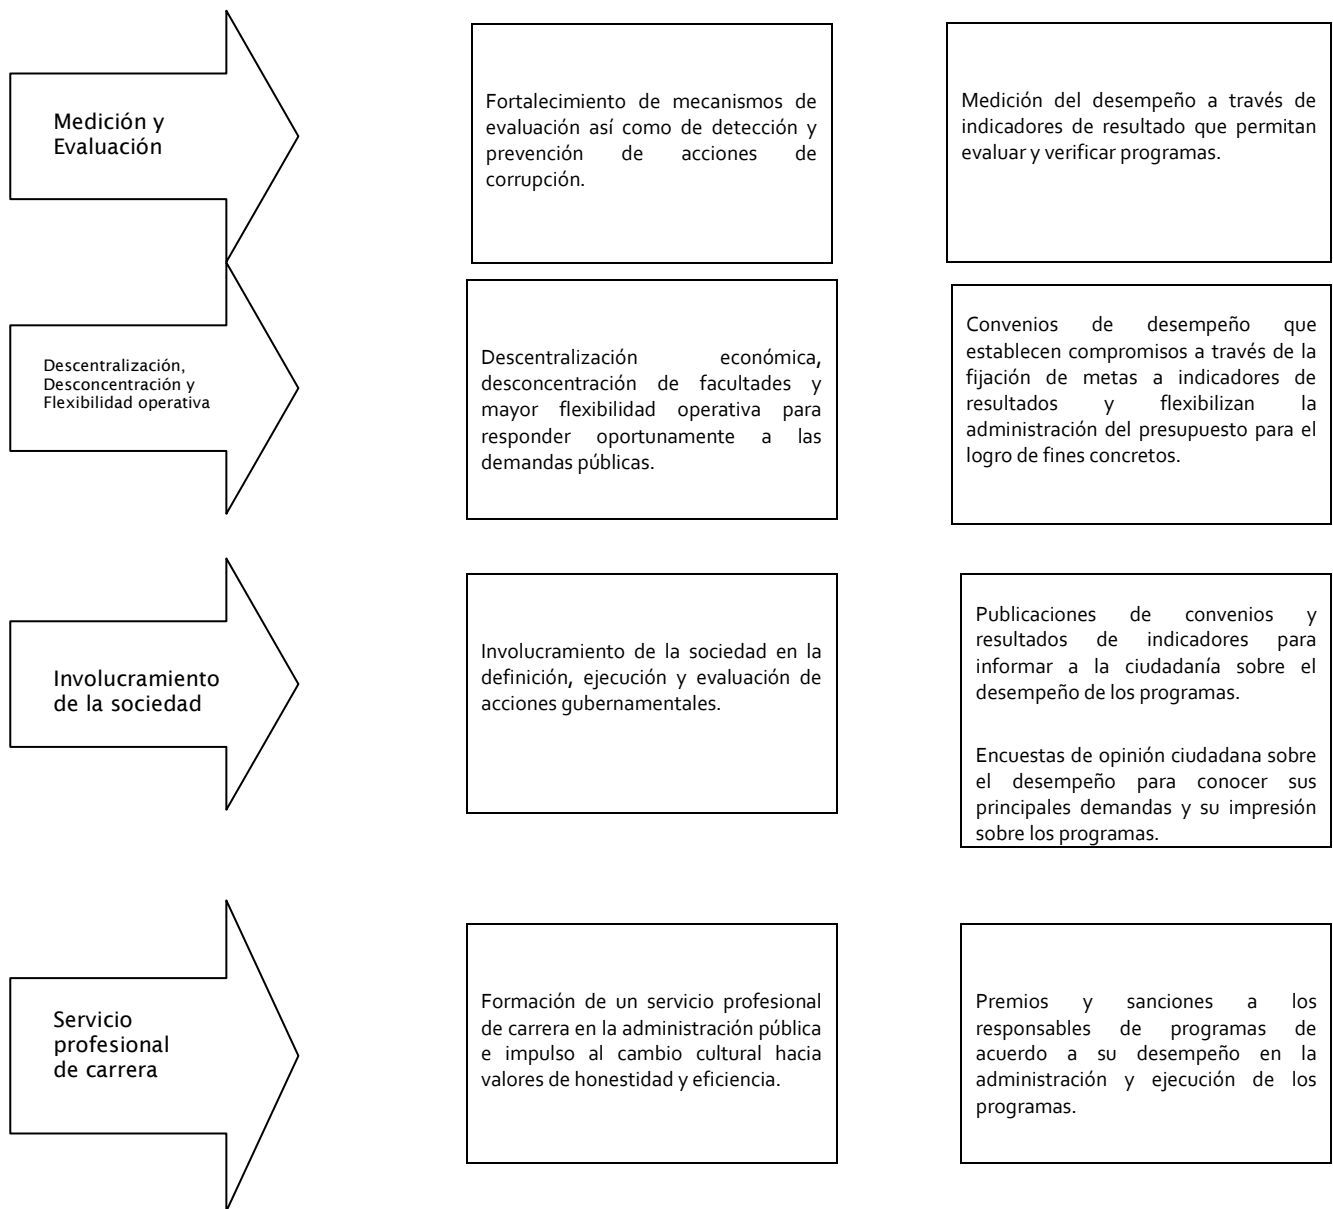 Medición y
Evaluación
Fortalecimiento de mecanismos de
evaluación así como de detección y
prevención de acciones de
corrupción.
Medición del desempeño a través de
indicadores de resultado que permitan
evaluar y verificar programas.
Descentralización,
Desconcentración y
Flexibilidad operativa
Descentralización económica,
desconcentración de facultades y
mayor flexibilidad operativa para
responder oportunamente a las
demandas públicas.
Convenios de desempeño que
establecen compromisos a través de la
fijación de metas a indicadores de
resultados y flexibilizan la
administración del presupuesto para el
logro de fines concretos.
Involucramiento
de la sociedad
Involucramiento de la sociedad en la
definición, ejecución y evaluación de
acciones gubernamentales.
Publicaciones de convenios y
resultados de indicadores para
informar a la ciudadanía sobre el
desempeño de los programas.
Encuestas de opinión ciudadana sobre
el desempeño para conocer sus
principales demandas y su impresión
sobre los programas.
Servicio
profesional
de carrera
Formación de un servicio profesional
de carrera en la administración pública
e impulso al cambio cultural hacia
valores de honestidad y eficiencia.
Premios y sanciones a los
responsables de programas de
acuerdo a su desempeño en la
administración y ejecución de los
programas.